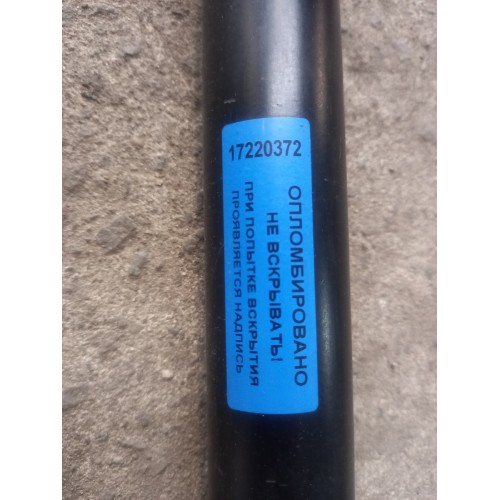 17220372
ОПЛОМБИРОВАНО
НЕ ВСКРЫВАТЬ!
ПРИ ПОПЫТКЕ ВСКРЫТИЯ
ПРОЯВЛЯЕТСЯ НАДПИСЬ